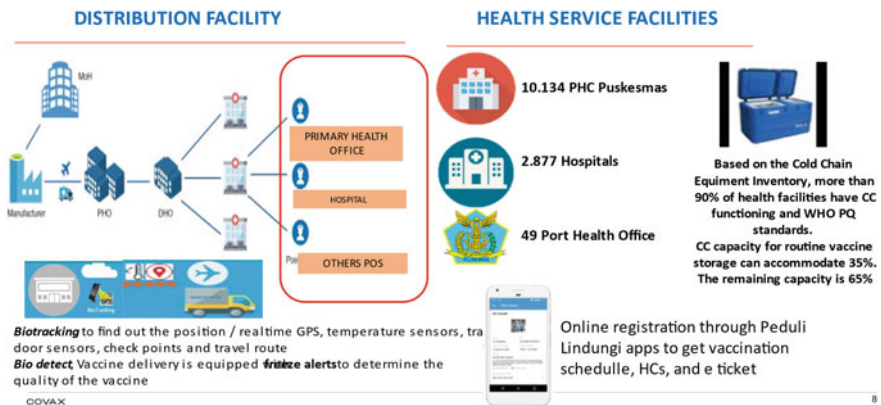 DISTRIBUTION FACILITY
MoH
Manufacturer
PHO
DHO
PRIMARY HEALTH
OFFICE
HOSPITAL
Poe
OTHERS POS
BioTracking
Biotracking to find out the position / realtime GPS, temperature sensors, tra
door sensors, check points and travel route
Bio detect, Vaccine delivery is equipped with freeze alerts to determine the
quality of the vaccine
HEALTH SERVICE FACILITIES
10.134 PHC Puskesmas
2.877 Hospitals
49 Port Health Office
Based on the Cold Chain
Equiment Inventory, more than
90% of health facilities have CC
functioning and WHO PQ
standards.
CC capacity for routine vaccine
storage can accommodate 35%.
The remaining capacity is 65%
Online registration through Peduli
Lindungi apps to get vaccination
schedulle, HCs, and e ticket
COVAX
8